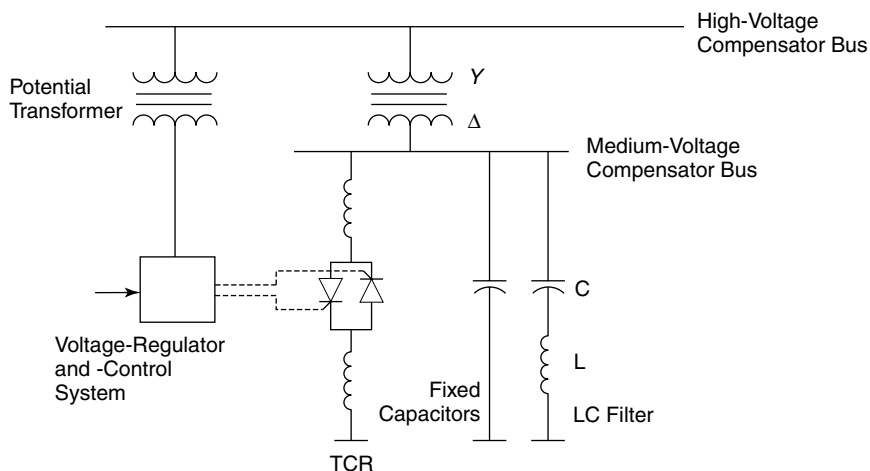 High-Voltage
Compensator Bus
Potential
Transformer
Y
Δ
Medium-Voltage
Compensator Bus
C
Voltage-Regulator
and -Control
System
L
Fixed
Capacitors
LC Filter
TCR